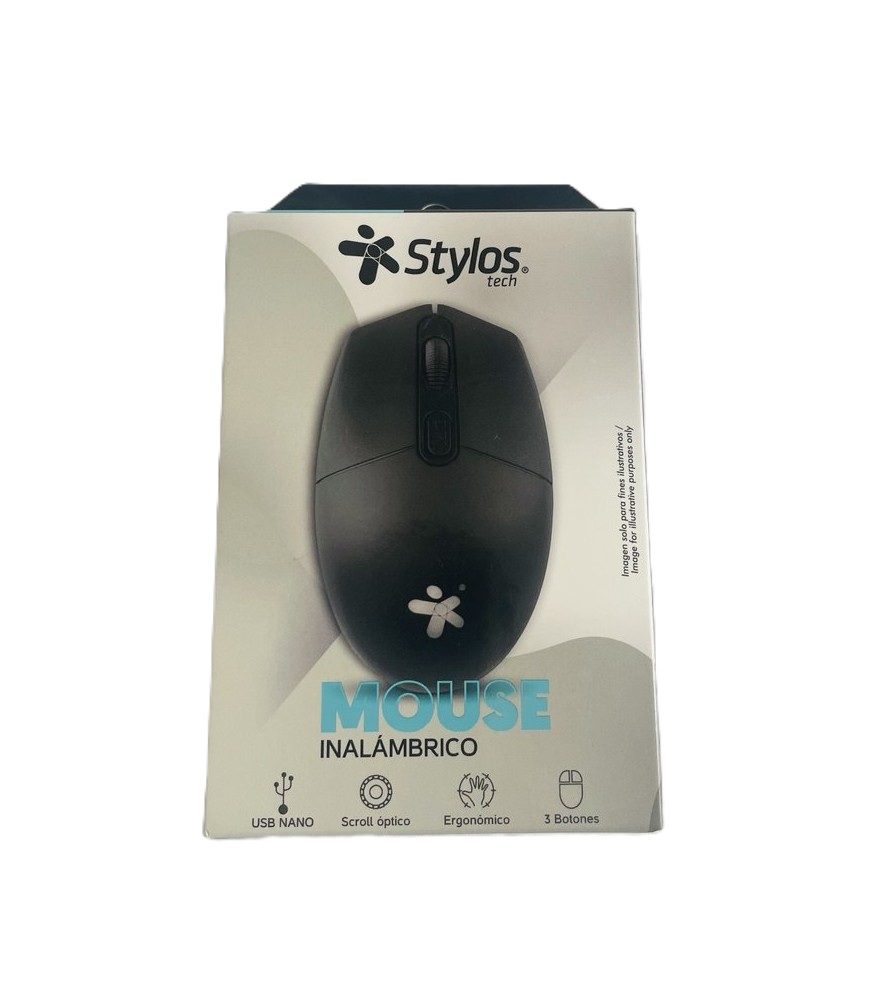 Stylos®
tech
Imagen solo para fines ilustrativos /
Image for illustrative purposes only
MOUSE
INALÁMBRICO
USB NANO
Scroll óptico
Ergonómico
3 Botones